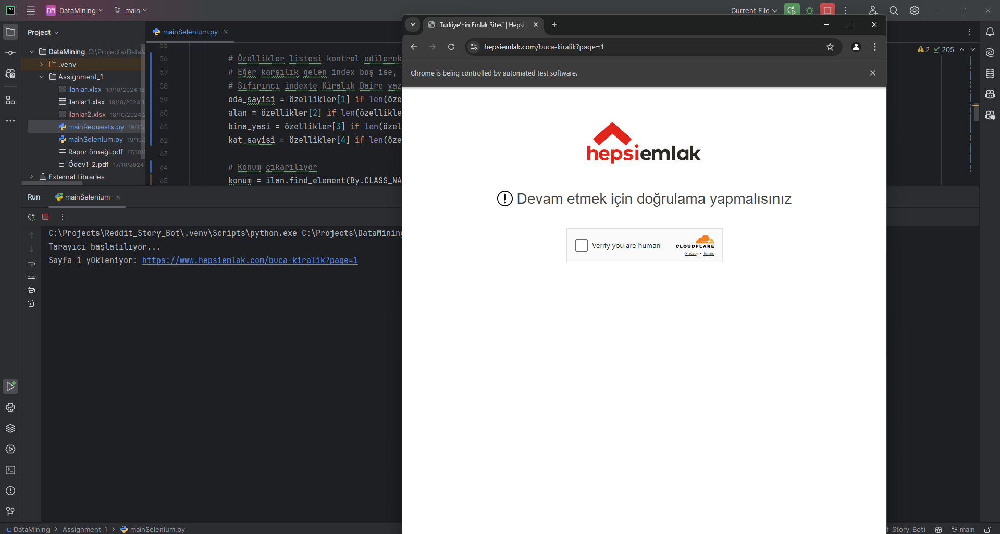 PC
DM DataMining
main
Current File
Project
mainSelenium.py
DataMining C:\Projects\DataM
.venv
Assignment_1
ilanlar.xlsx 19/10/2024 18
ilanlar1.xlsx 18/10/2024
ilanlar2.xlsx 18/10/2024
mainRequests.py 19/10/
mainSelenium.py 19/10/
Rapor örneği.pdf 17/10/2
Ödev1_2.pdf 17/10/2024
External Libraries
55
56 # Özellikler listesi kontrol edilerek
57 # Eğer karşılık gelen index boş ise,
58 # Sıfırıncı indexte Kiralık Daire yaz
59 oda_sayisi = özellikler[1] if len(öze
60 alan = özellikler[2] if len(özellikle
61 bina_yasi = özellikler[3] if len(özel
62 kat_sayisi = özellikler[4] if len(öze
63
64 # Konum çıkarılıyor
65 konum = ilan.find_element(By.CLASS_NA
2 205
Run mainSelenium
C:\Projects\Reddit_Story_Bot\.venv\Scripts\python.exe C:\Projects\DataMining
Tarayıcı başlatılıyor...
Sayfa 1 yükleniyor: https://www.hepsiemlak.com/buca-kiralik?page=1
Türkiye'nin Emlak Sitesi | Hepsi
hepsiemlak.com/buca-kiralik?page=1
Chrome is being controlled by automated test software.
hepsiemlak
Devam etmek için doğrulama yapmalısınız
Verify you are human
CLOUDFLARE
Privacy • Terms
DataMining > Assignment_1 > mainSelenium.py
t_Story_Bot)
main